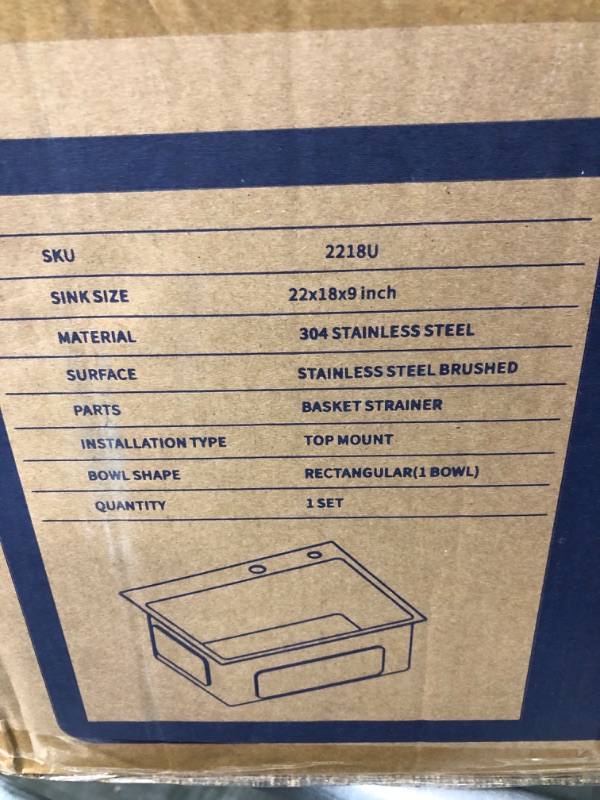 SKU 2218U
SINK SIZE 22x18x9 inch
MATERIAL 304 STAINLESS STEEL
SURFACE STAINLESS STEEL BRUSHED
PARTS BASKET STRAINER
INSTALLATION TYPE TOP MOUNT
BOWL SHAPE RECTANGULAR(1 BOWL)
QUANTITY 1 SET